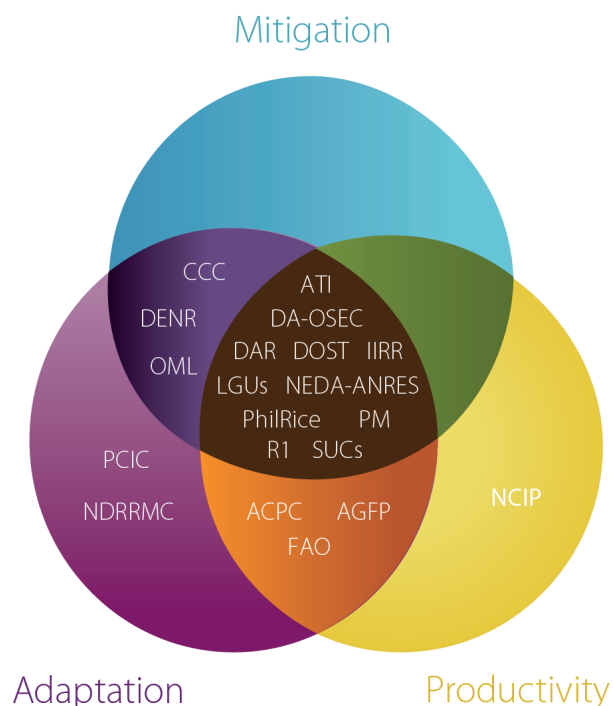 Mitigation
CCC
ATI
DENR
DA-OSEC
OML
DAR DOST IIRR
LGUs NEDA-ANRES
PhilRice PM
R1 SUCs
PCIC
NDRRMC
ACPC AGFP
FAO
NCIP
Adaptation
Productivity